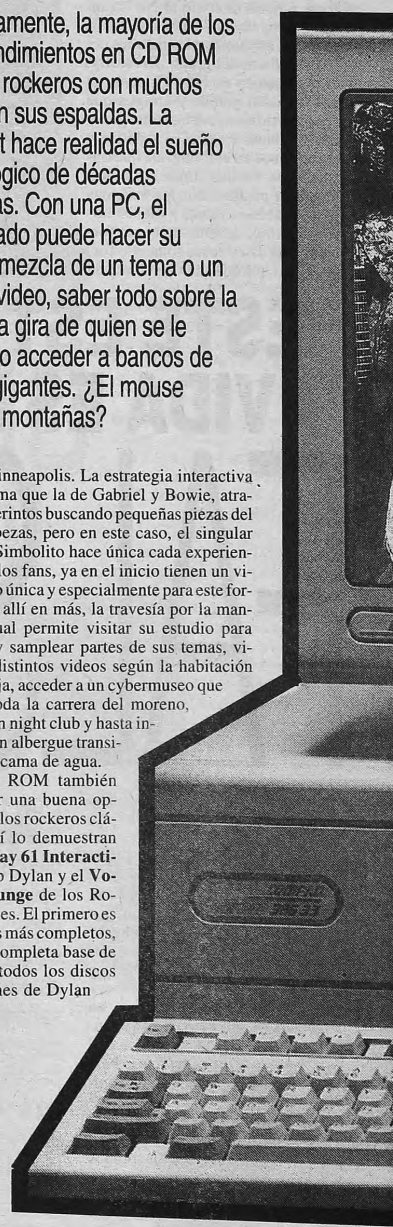 amente, la mayoría de los
ndimientos en CD ROM
rockeros con muchos
n sus espaldas. La
t hace realidad el sueño
ógico de décadas
as. Con una PC, el
ado puede hacer su
mezcla de un tema o un
video, saber todo sobre la
a gira de quien se le
o acceder a bancos de
gigantes. ¿El mouse
montañas?
inneapolis. La estrategia interactiva
ma que la de Gabriel y Bowie, atra-
erintos buscando pequeñas piezas del
bezas, pero en este caso, el singular
Simbolito hace única cada experien-
los fans, ya en el inicio tienen un vi-
o única y especialmente para este for-
allí en más, la travesía por la man-
ual permite visitar su estudio para
y samplear partes de sus temas, vi-
distintos videos según la habitación
ja, acceder a un cybermuseo que
oda la carrera del moreno,
n night club y hasta in-
n albergue transi-
cama de agua.
ROM también
r una buena op-
los rockeros clá-
í lo demuestran
ay 61 Interacti-
b Dylan y el Vo-
unge de los Ro-
es. El primero es
s más completos,
ompleta base de
todos los discos
nes de Dylan